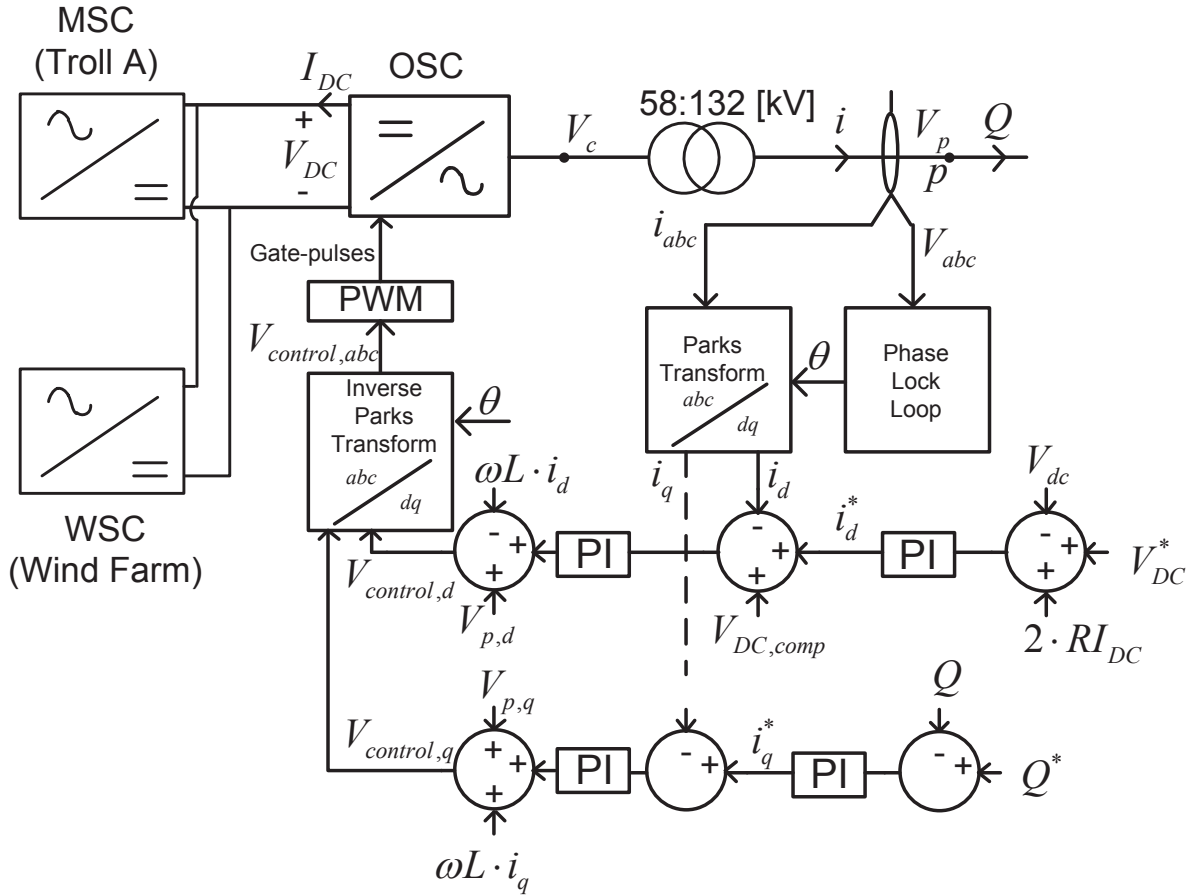 MSC
(Troll A)
I_DC
OSC
58:132 [kV]
+
V_DC
-
V_c
i
V_p
p
Q
Gate-pulses
i_abc
V_abc
PWM
V_control,abc
Inverse
Parks
Transform
abc
dq
θ
Parks
Transform
abc
dq
θ
Phase
Lock
Loop
WSC
(Wind Farm)
ωL · i_d
i_q
i_d
V_dc
- + PI - + i_d^* PI - +
+ + +
V_DC^*
V_control,d
V_p,d
V_DC,comp
2 · RI_DC
V_p,q
Q
V_control,q
+ + PI - + i_q^* PI - +
+
Q^*
ωL · i_q